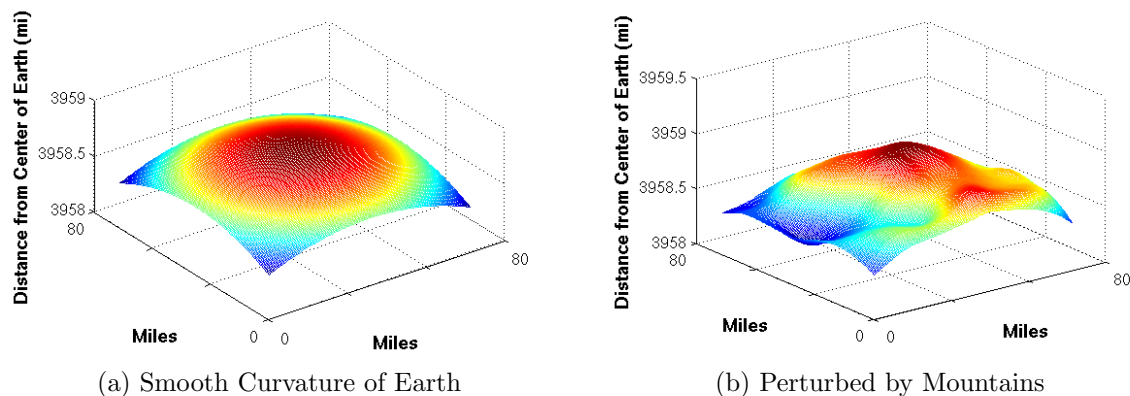 Distance from Center of Earth (mi)
3959
3958.5
3958
80
80
0
0
Miles
Miles
(a) Smooth Curvature of Earth
Distance from Center of Earth (mi)
3959.5
3959
3958.5
3958
80
80
0
0
Miles
Miles
(b) Perturbed by Mountains